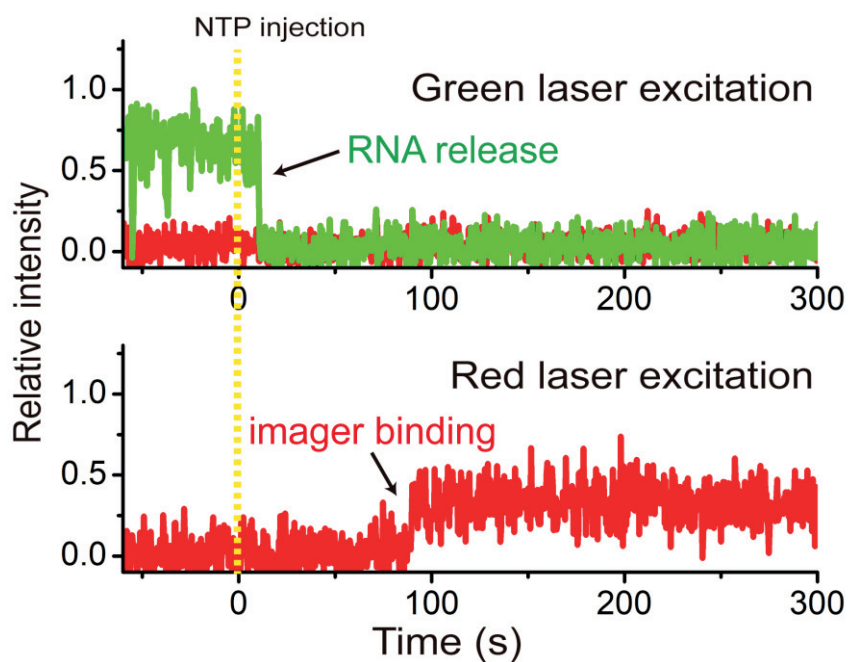 NTP injection
Green laser excitation
RNA release
1.0
0.5
0.0
0
100
200
300
Relative intensity
Red laser excitation
imager binding
1.0
0.5
0.0
0
100
200
300
Time (s)